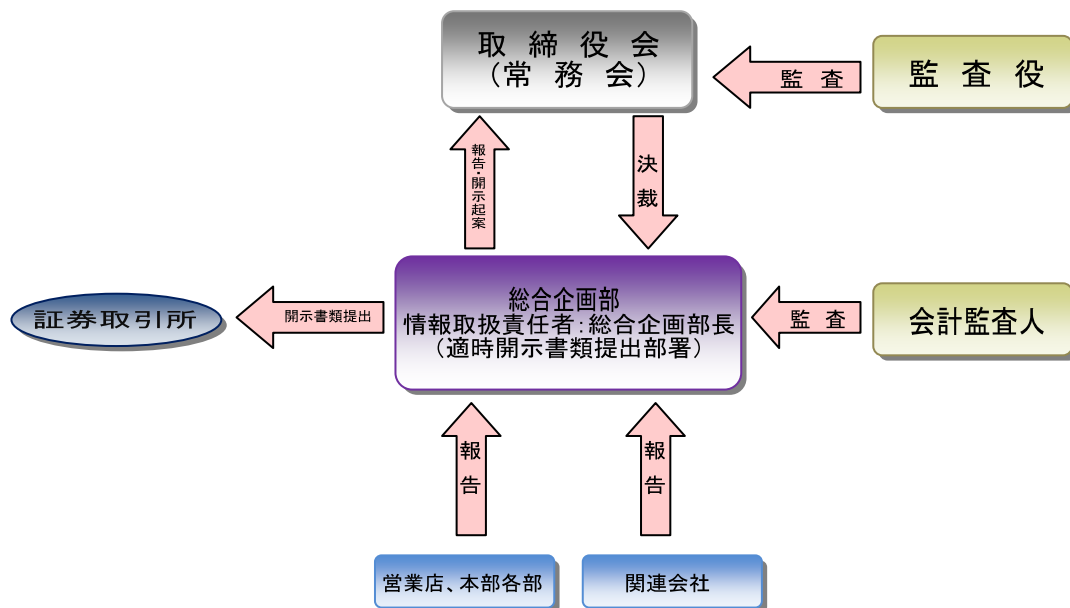 取 締 役 会
（常 務 会）
監 査
監 査 役
報告・開示起案
決裁
証券取引所
開示書類提出
総合企画部
情報取扱責任者：総合企画部長
（適時開示書類提出部署）
監 査
会計監査人
報告
報告
営業店、本部各部
関連会社